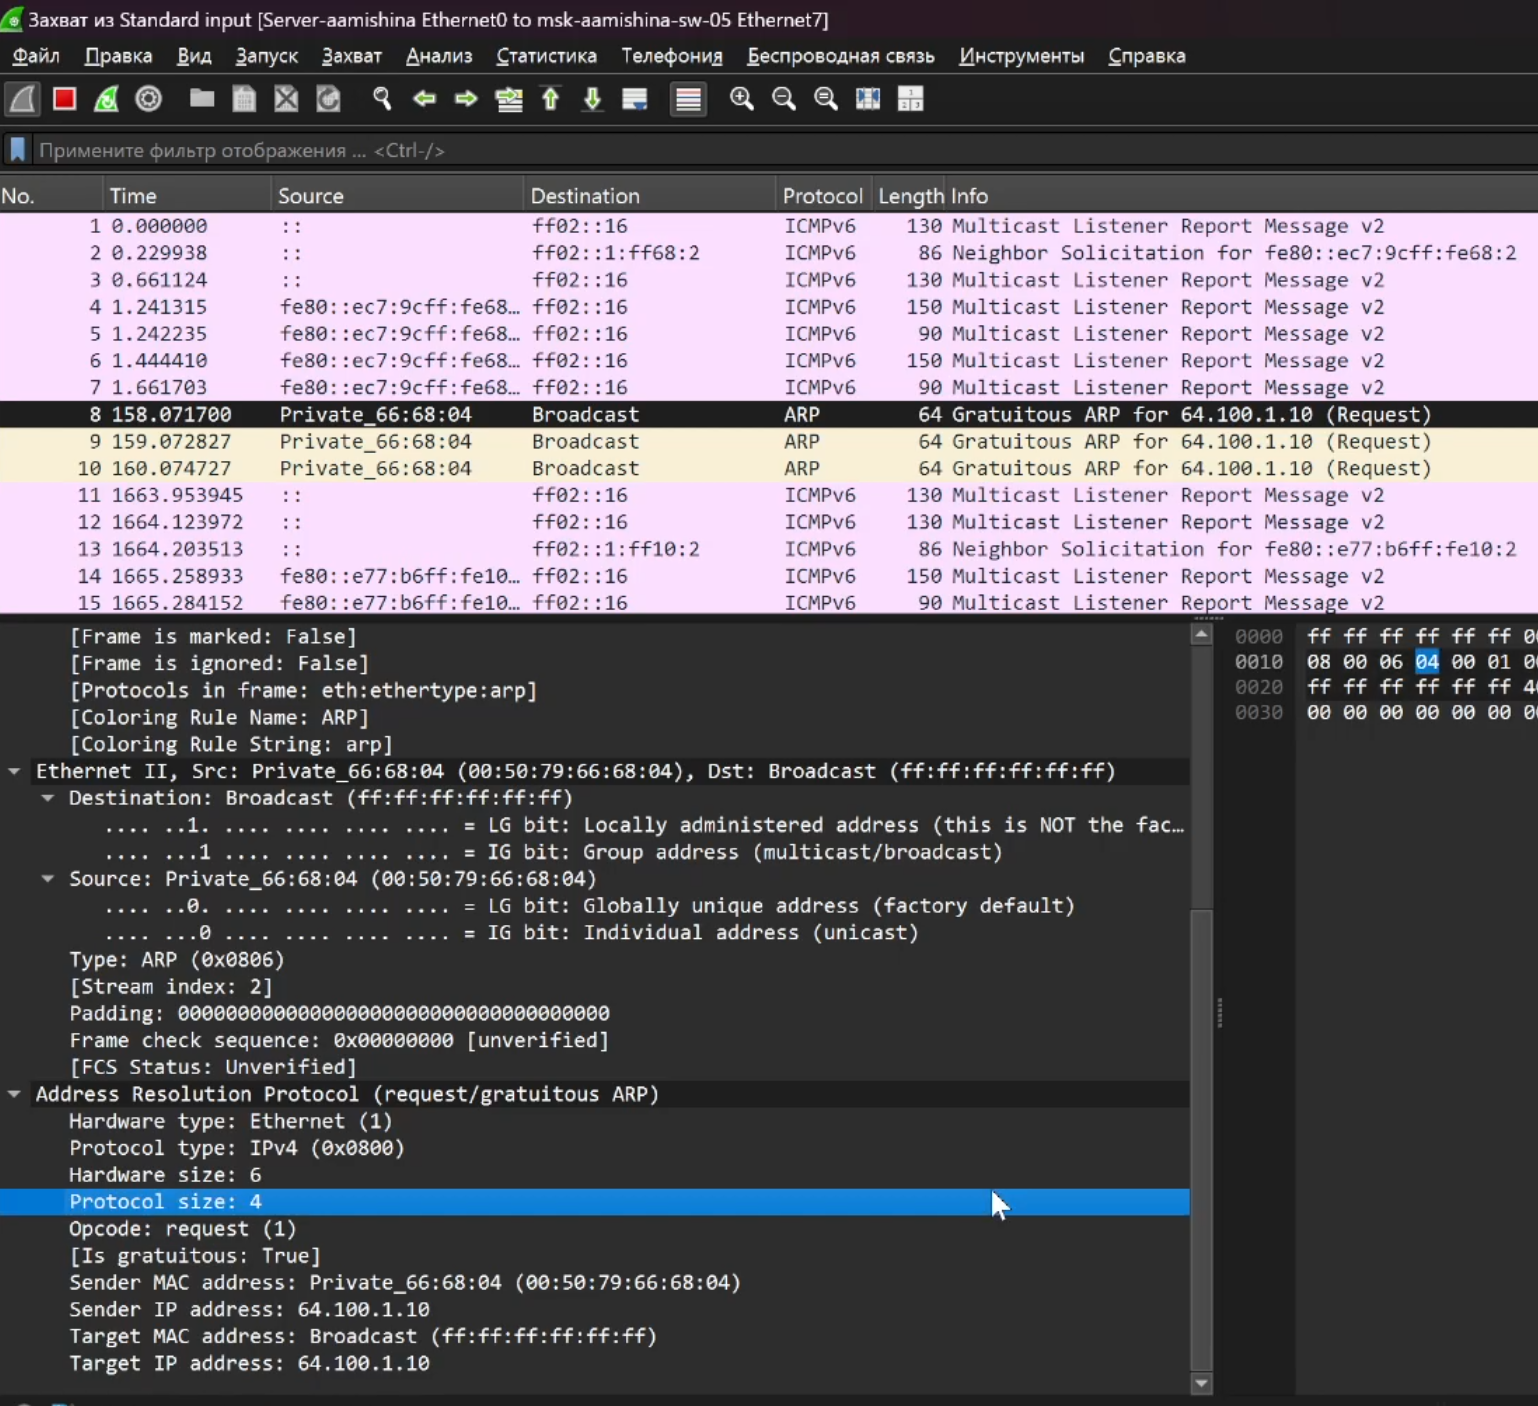 Захват из Standard input [Server-aamishina Ethernet0 to msk-aamishina-sw-05 Ethernet7]
Файл Правка Вид Запуск Захват Анализ Статистика Телефония Беспроводная связь Инструменты Справка
Примените фильтр отображения ... <Ctrl-/>
No. Time Source Destination Protocol Length Info
1 0.000000 :: ff02::16 ICMPv6 130 Multicast Listener Report Message v2
2 0.229938 :: ff02::1:ff68:2 ICMPv6 86 Neighbor Solicitation for fe80::ec7:9cff:fe68:2
3 0.661124 :: ff02::16 ICMPv6 130 Multicast Listener Report Message v2
4 1.241315 fe80::ec7:9cff:fe68… ff02::16 ICMPv6 150 Multicast Listener Report Message v2
5 1.242235 fe80::ec7:9cff:fe68… ff02::16 ICMPv6 90 Multicast Listener Report Message v2
6 1.444410 fe80::ec7:9cff:fe68… ff02::16 ICMPv6 150 Multicast Listener Report Message v2
7 1.661703 fe80::ec7:9cff:fe68… ff02::16 ICMPv6 90 Multicast Listener Report Message v2
8 158.071700 Private_66:68:04 Broadcast ARP 64 Gratuitous ARP for 64.100.1.10 (Request)
9 159.072827 Private_66:68:04 Broadcast ARP 64 Gratuitous ARP for 64.100.1.10 (Request)
10 160.074727 Private_66:68:04 Broadcast ARP 64 Gratuitous ARP for 64.100.1.10 (Request)
11 1663.953945 :: ff02::16 ICMPv6 130 Multicast Listener Report Message v2
12 1664.123972 :: ff02::16 ICMPv6 130 Multicast Listener Report Message v2
13 1664.203513 :: ff02::1:ff10:2 ICMPv6 86 Neighbor Solicitation for fe80::e77:b6ff:fe10:2
14 1665.258933 fe80::e77:b6ff:fe10… ff02::16 ICMPv6 150 Multicast Listener Report Message v2
15 1665.284152 fe80::e77:b6ff:fe10… ff02::16 ICMPv6 90 Multicast Listener Report Message v2
[Frame is marked: False]
[Frame is ignored: False]
[Protocols in frame: eth:ethertype:arp]
[Coloring Rule Name: ARP]
[Coloring Rule String: arp]
Ethernet II, Src: Private_66:68:04 (00:50:79:66:68:04), Dst: Broadcast (ff:ff:ff:ff:ff:ff)
Destination: Broadcast (ff:ff:ff:ff:ff:ff)
.... ..1. .... .... .... .... = LG bit: Locally administered address (this is NOT the fac…
.... ...1 .... .... .... .... = IG bit: Group address (multicast/broadcast)
Source: Private_66:68:04 (00:50:79:66:68:04)
.... ..0. .... .... .... .... = LG bit: Globally unique address (factory default)
.... ...0 .... .... .... .... = IG bit: Individual address (unicast)
Type: ARP (0x0806)
[Stream index: 2]
Padding: 000000000000000000000000000000000000
Frame check sequence: 0x00000000 [unverified]
[FCS Status: Unverified]
Address Resolution Protocol (request/gratuitous ARP)
Hardware type: Ethernet (1)
Protocol type: IPv4 (0x0800)
Hardware size: 6
Protocol size: 4
Opcode: request (1)
[Is gratuitous: True]
Sender MAC address: Private_66:68:04 (00:50:79:66:68:04)
Sender IP address: 64.100.1.10
Target MAC address: Broadcast (ff:ff:ff:ff:ff:ff)
Target IP address: 64.100.1.10
0000 ff ff ff ff ff ff
0010 08 00 06 04 00 01
0020 ff ff ff ff ff ff
0030 00 00 00 00 00 00